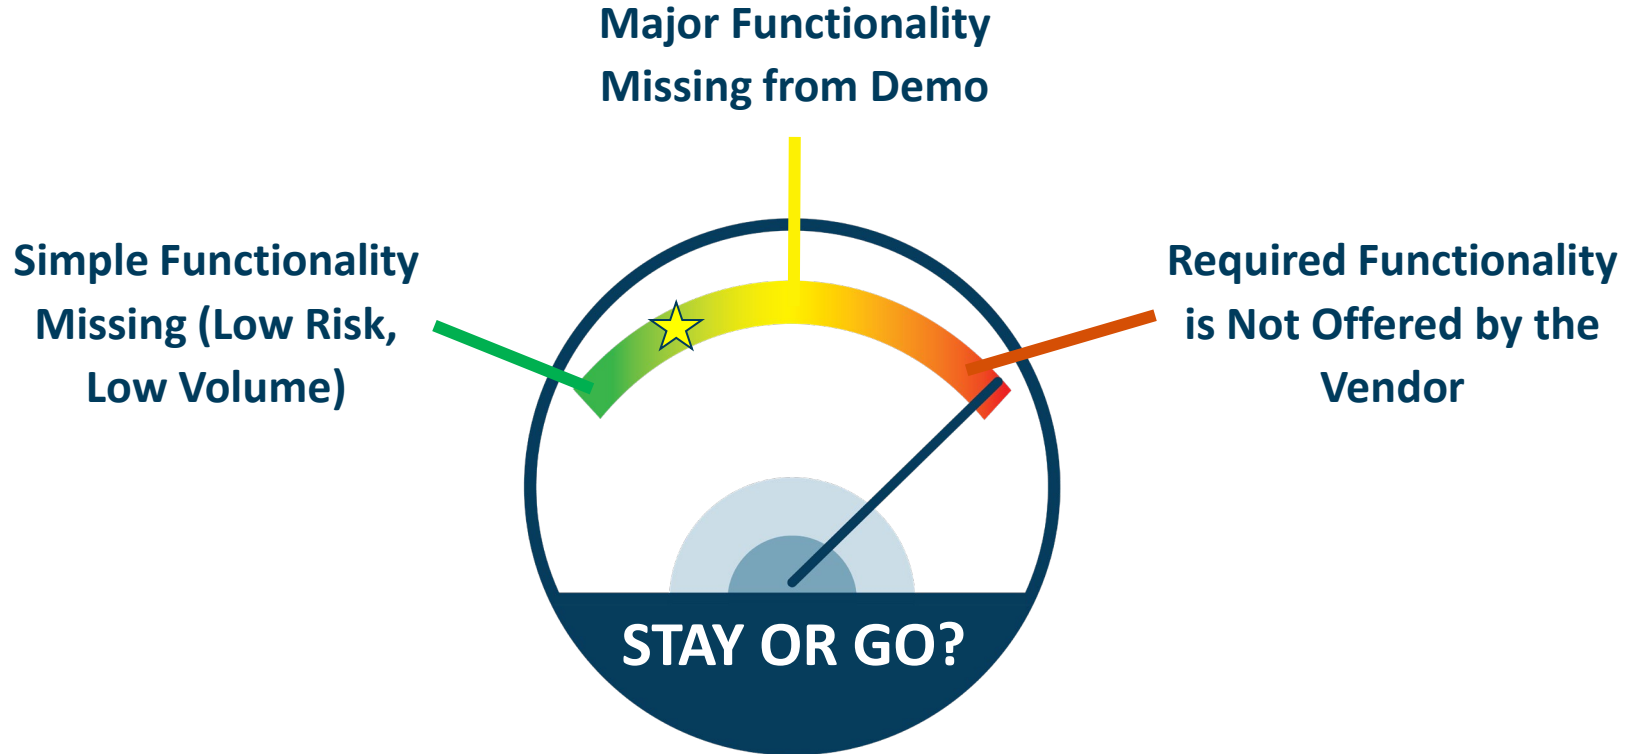 Major Functionality
Missing from Demo
Simple Functionality
Missing (Low Risk,
Low Volume)
Required Functionality
is Not Offered by the
Vendor
STAY OR GO?